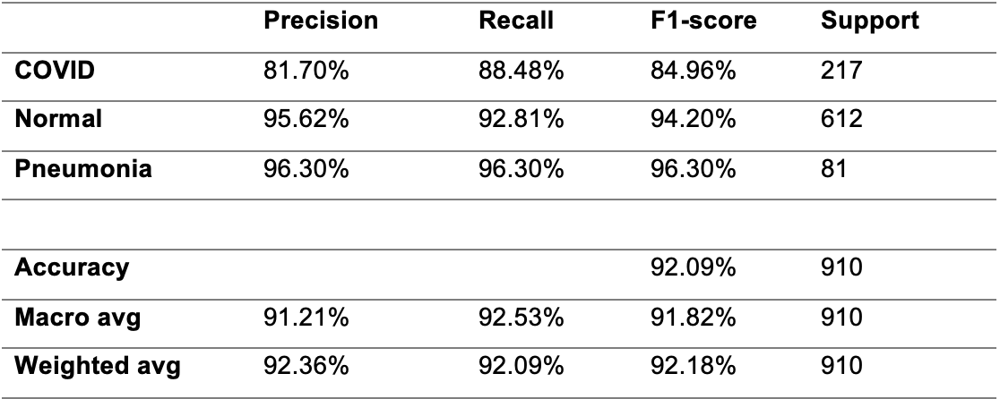 Precision Recall F1-score Support
COVID 81.70% 88.48% 84.96% 217
Normal 95.62% 92.81% 94.20% 612
Pneumonia 96.30% 96.30% 96.30% 81
Accuracy 92.09% 910
Macro avg 91.21% 92.53% 91.82% 910
Weighted avg 92.36% 92.09% 92.18% 910